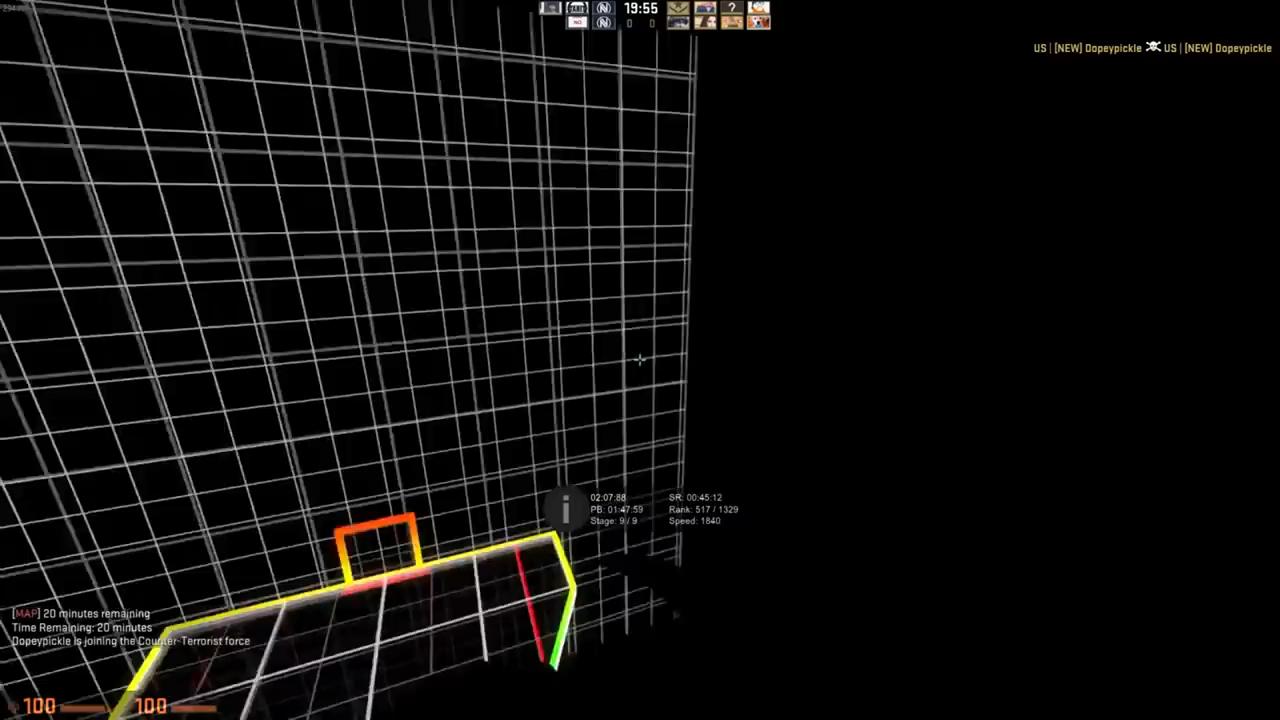 294
19:55
NO
0 0
?
US | [NEW] Dopeypickle US | [NEW] Dopeypickle
02:07:88 SR: 00:45:12
PB: 01:47:59 Rank: 517 / 1329
Stage: 9 / 9 Speed: 1840
[MAP] 20 minutes remaining
Time Remaining: 20 minutes
Dopeypickle is joining the Counter-Terrorist force
100 100